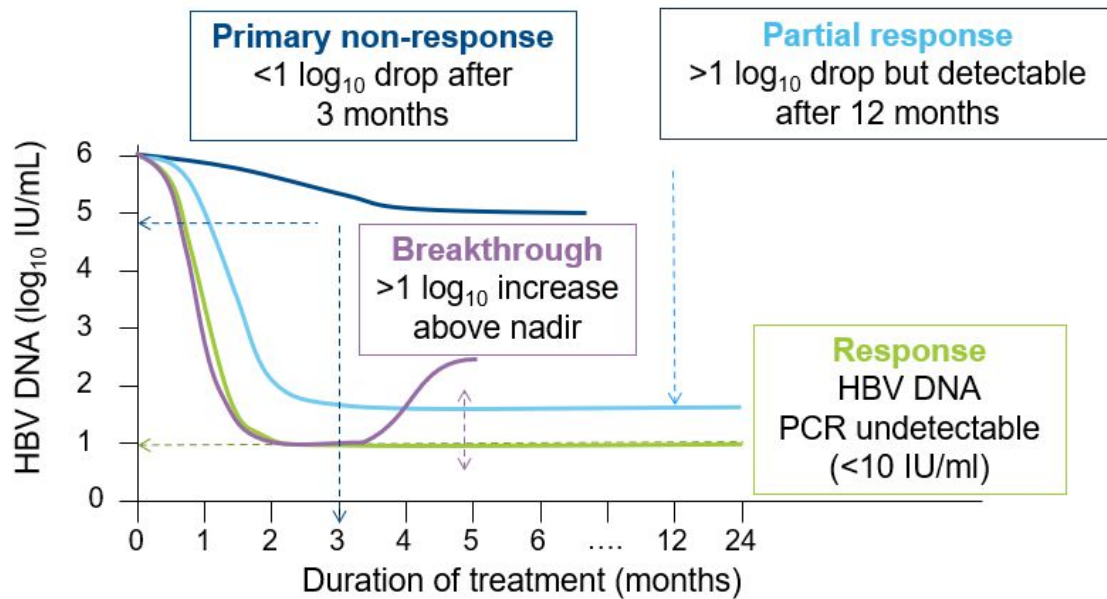 Primary non-response
<1 log₁₀ drop after
3 months
Partial response
>1 log₁₀ drop but detectable
after 12 months
Breakthrough
>1 log₁₀ increase
above nadir
Response
HBV DNA
PCR undetectable
(<10 IU/ml)
HBV DNA (log₁₀ IU/mL)
6
5
4
3
2
1
0
0 1 2 3 4 5 6 .... 12 24
Duration of treatment (months)